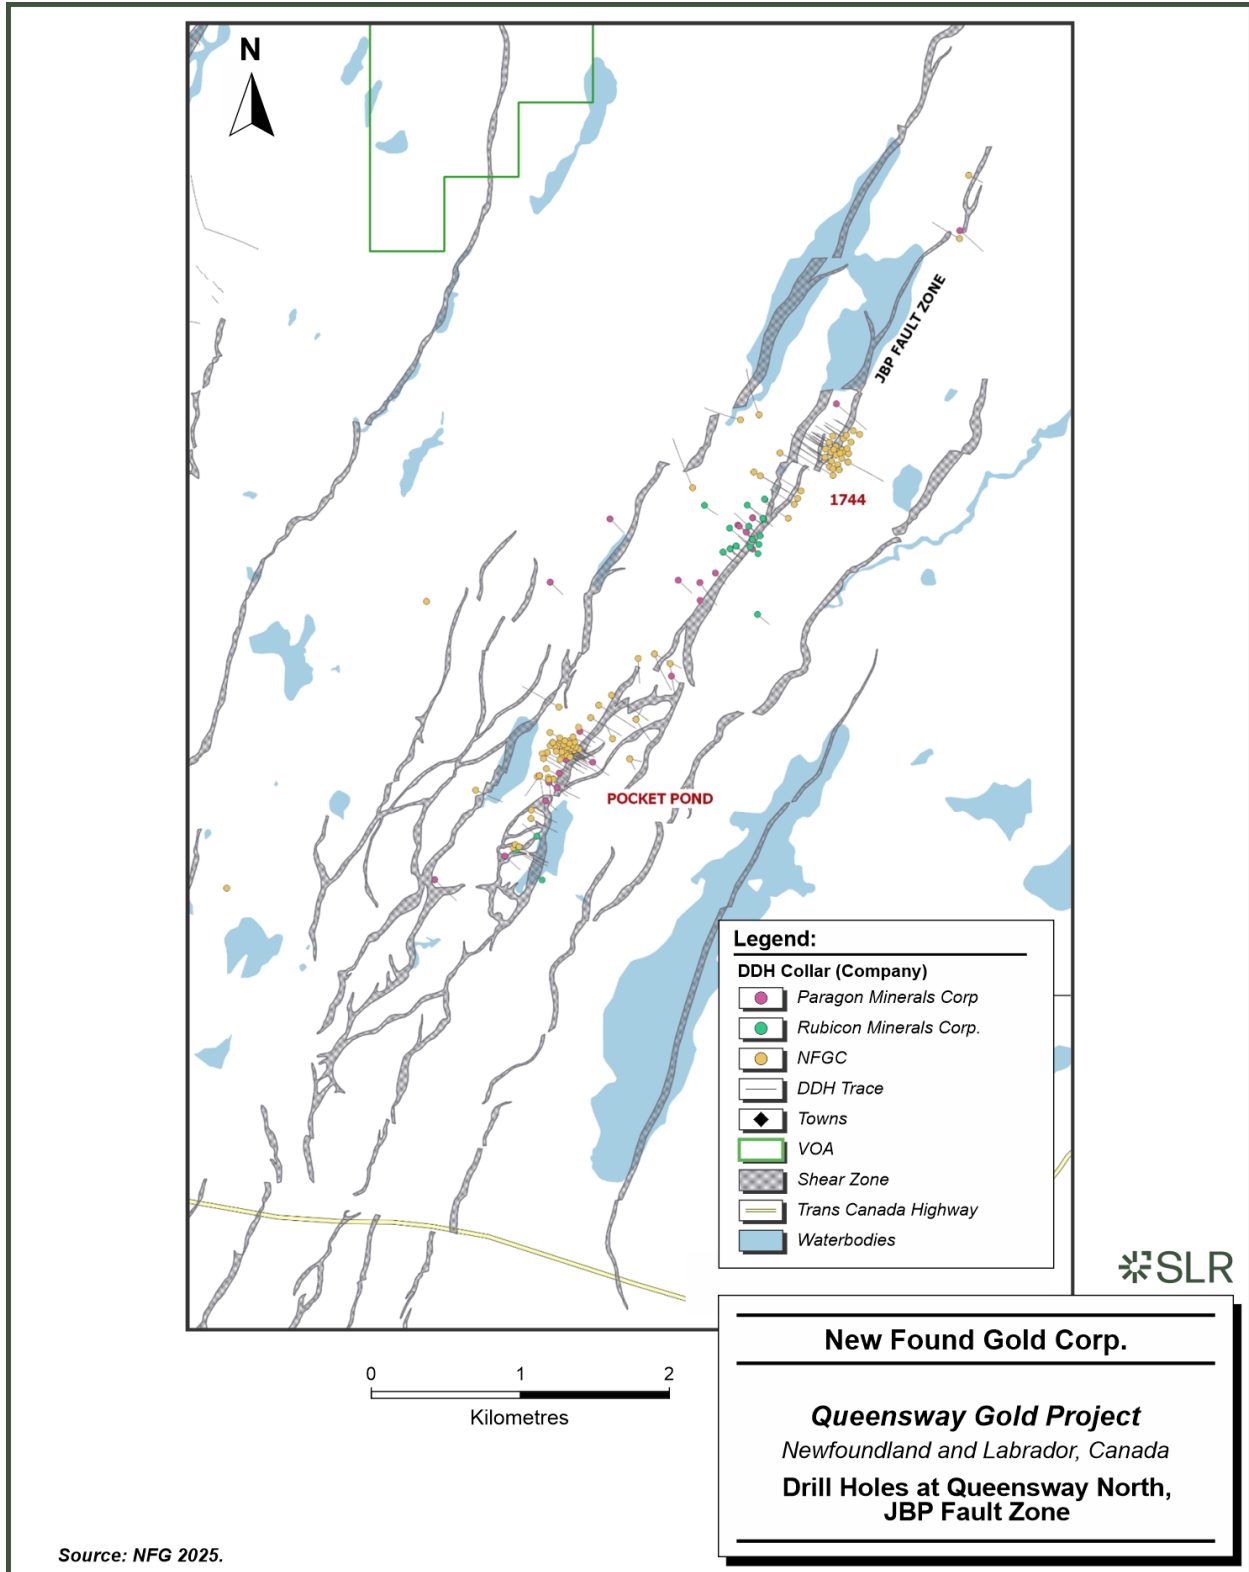 N
JBP FAULT ZONE
1744
POCKET POND
Legend:
DDH Collar (Company)
Paragon Minerals Corp
Rubicon Minerals Corp.
NFGC
DDH Trace
Towns
VOA
Shear Zone
Trans Canada Highway
Waterbodies
SLR
0 1 2
Kilometres
New Found Gold Corp.
Queensway Gold Project
Newfoundland and Labrador, Canada
Drill Holes at Queensway North,
JBP Fault Zone
Source: NFG 2025.